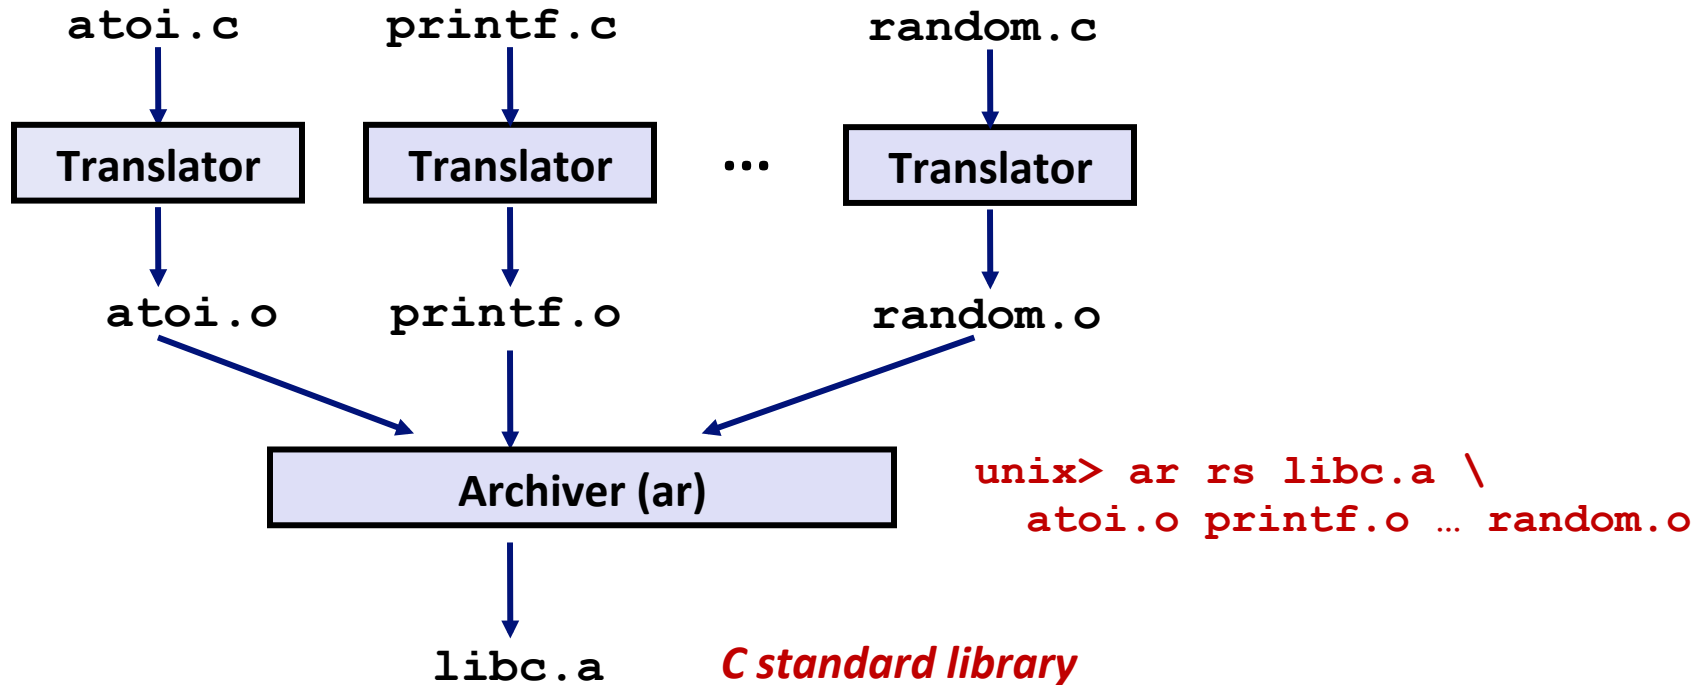 atoi.c printf.c random.c
Translator Translator ... Translator
atoi.o printf.o random.o
Archiver (ar)
unix> ar rs libc.a \
atoi.o printf.o … random.o
libc.a C standard library